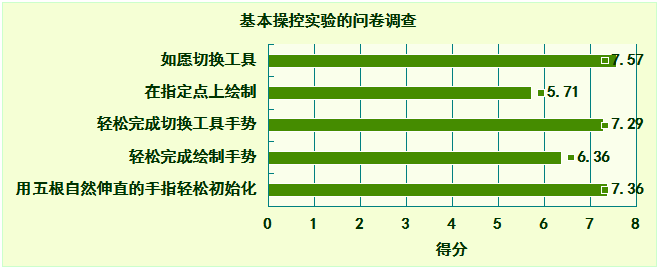 基本操控实验的问卷调查
如愿切换工具
7.57
在指定点上绘制
5.71
轻松完成切换工具手势
7.29
轻松完成绘制手势
6.36
用五根自然伸直的手指轻松初始化
7.36
0 1 2 3 4 5 6 7 8
得分